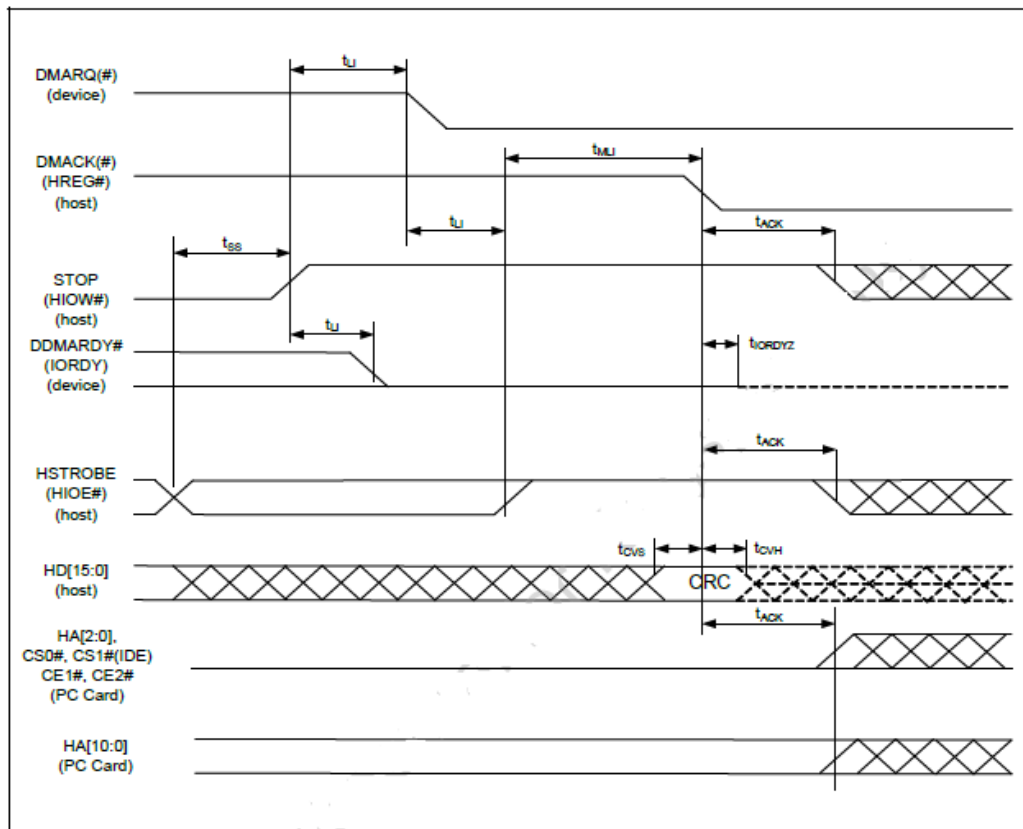 tLI
DMARQ(#)
(device)
tMLI
DMACK(#)
(HREG#)
(host)
tLI
tACK
tSS
STOP
(HIOW#)
(host)
tLI
DDMARDY#
(IORDY)
(device)
tIORDYZ
tACK
HSTROBE
(HIOE#)
(host)
tCVS
tCVH
HD[15:0]
(host)
CRC
tACK
HA[2:0],
CS0#, CS1#(IDE)
CE1#, CE2#
(PC Card)
HA[10:0]
(PC Card)